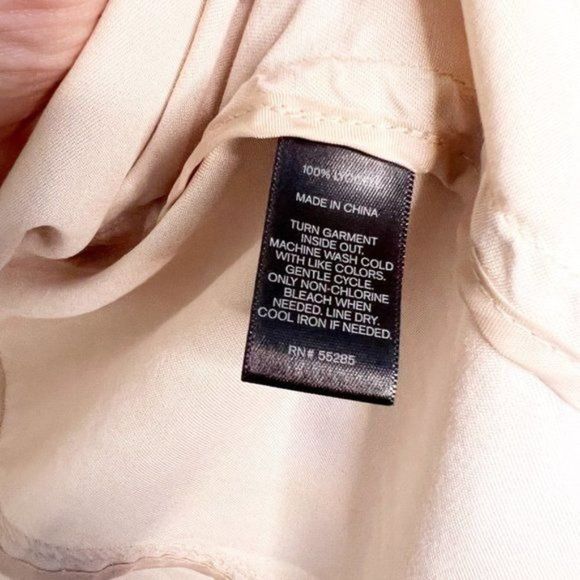 100% LYOCELL
MADE IN CHINA
TURN GARMENT
INSIDE OUT.
MACHINE WASH COLD
WITH LIKE COLORS.
GENTLE CYCLE.
ONLY NON-CHLORINE
BLEACH WHEN
NEEDED. LINE DRY.
COOL IRON IF NEEDED.
RN# 55285